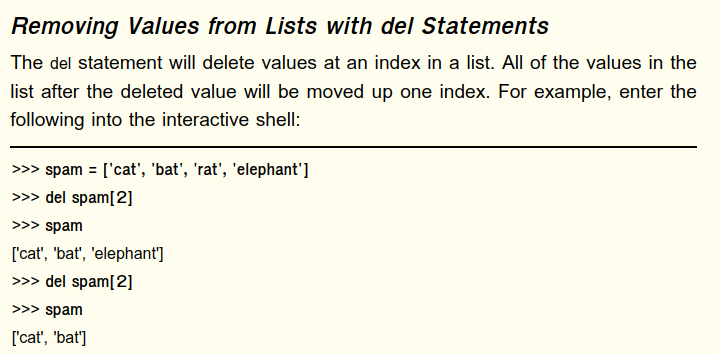 Removing Values from Lists with del Statements
The del statement will delete values at an index in a list. All of the values in the
list after the deleted value will be moved up one index. For example, enter the
following into the interactive shell:
>>> spam = ['cat', 'bat', 'rat', 'elephant']
>>> del spam[2]
>>> spam
['cat', 'bat', 'elephant']
>>> del spam[2]
>>> spam
['cat', 'bat']